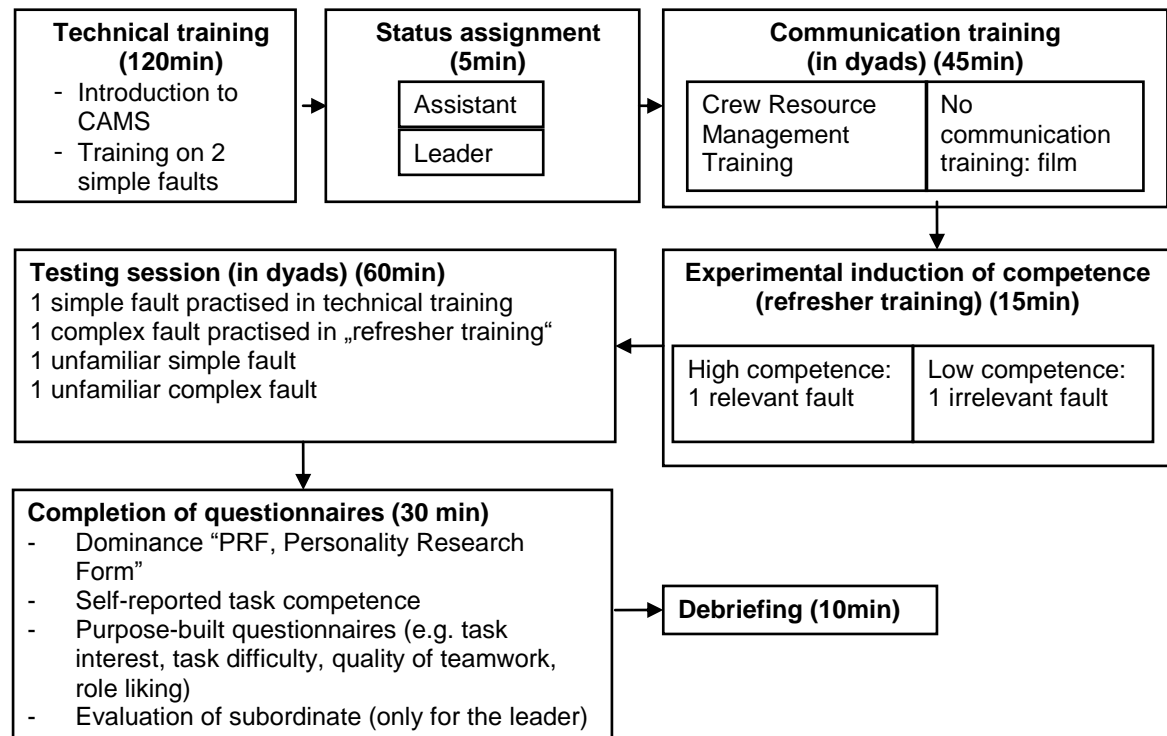 Technical training
(120min)
- Introduction to
CAMS
- Training on 2
simple faults
Status assignment
(5min)
Assistant
Leader
Communication training
(in dyads) (45min)
Crew Resource
Management
Training
No
communication
training: film
Experimental induction of competence
(refresher training) (15min)
High competence:
1 relevant fault
Low competence:
1 irrelevant fault
Testing session (in dyads) (60min)
1 simple fault practised in technical training
1 complex fault practised in „refresher training“
1 unfamiliar simple fault
1 unfamiliar complex fault
Completion of questionnaires (30 min)
- Dominance “PRF, Personality Research
Form”
- Self-reported task competence
- Purpose-built questionnaires (e.g. task
interest, task difficulty, quality of teamwork,
role liking)
- Evaluation of subordinate (only for the leader)
Debriefing (10min)